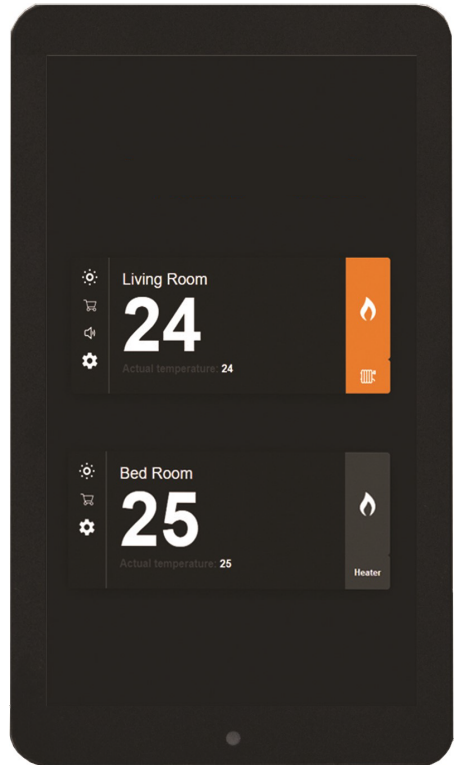 Living Room
24
Actual temperature: 24
Bed Room
25
Actual temperature: 25
Heater